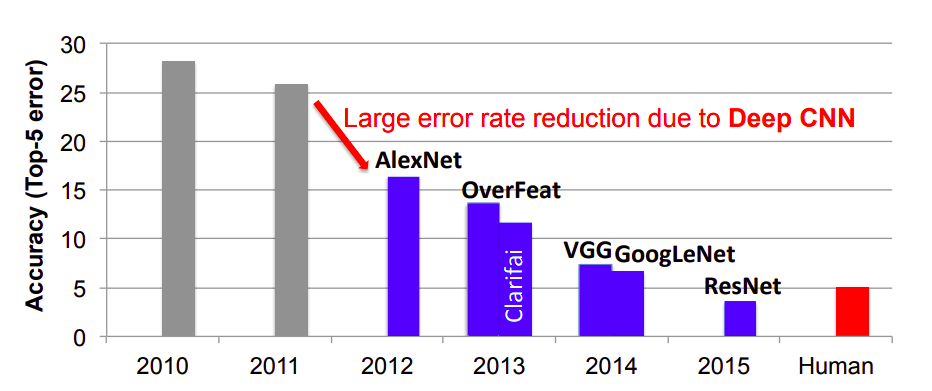 Accuracy (Top-5 error)
30
25
20
15
10
5
0
Large error rate reduction due to Deep CNN
AlexNet
OverFeat
Clarifai
VGG
GoogLeNet
ResNet
2010
2011
2012
2013
2014
2015
Human